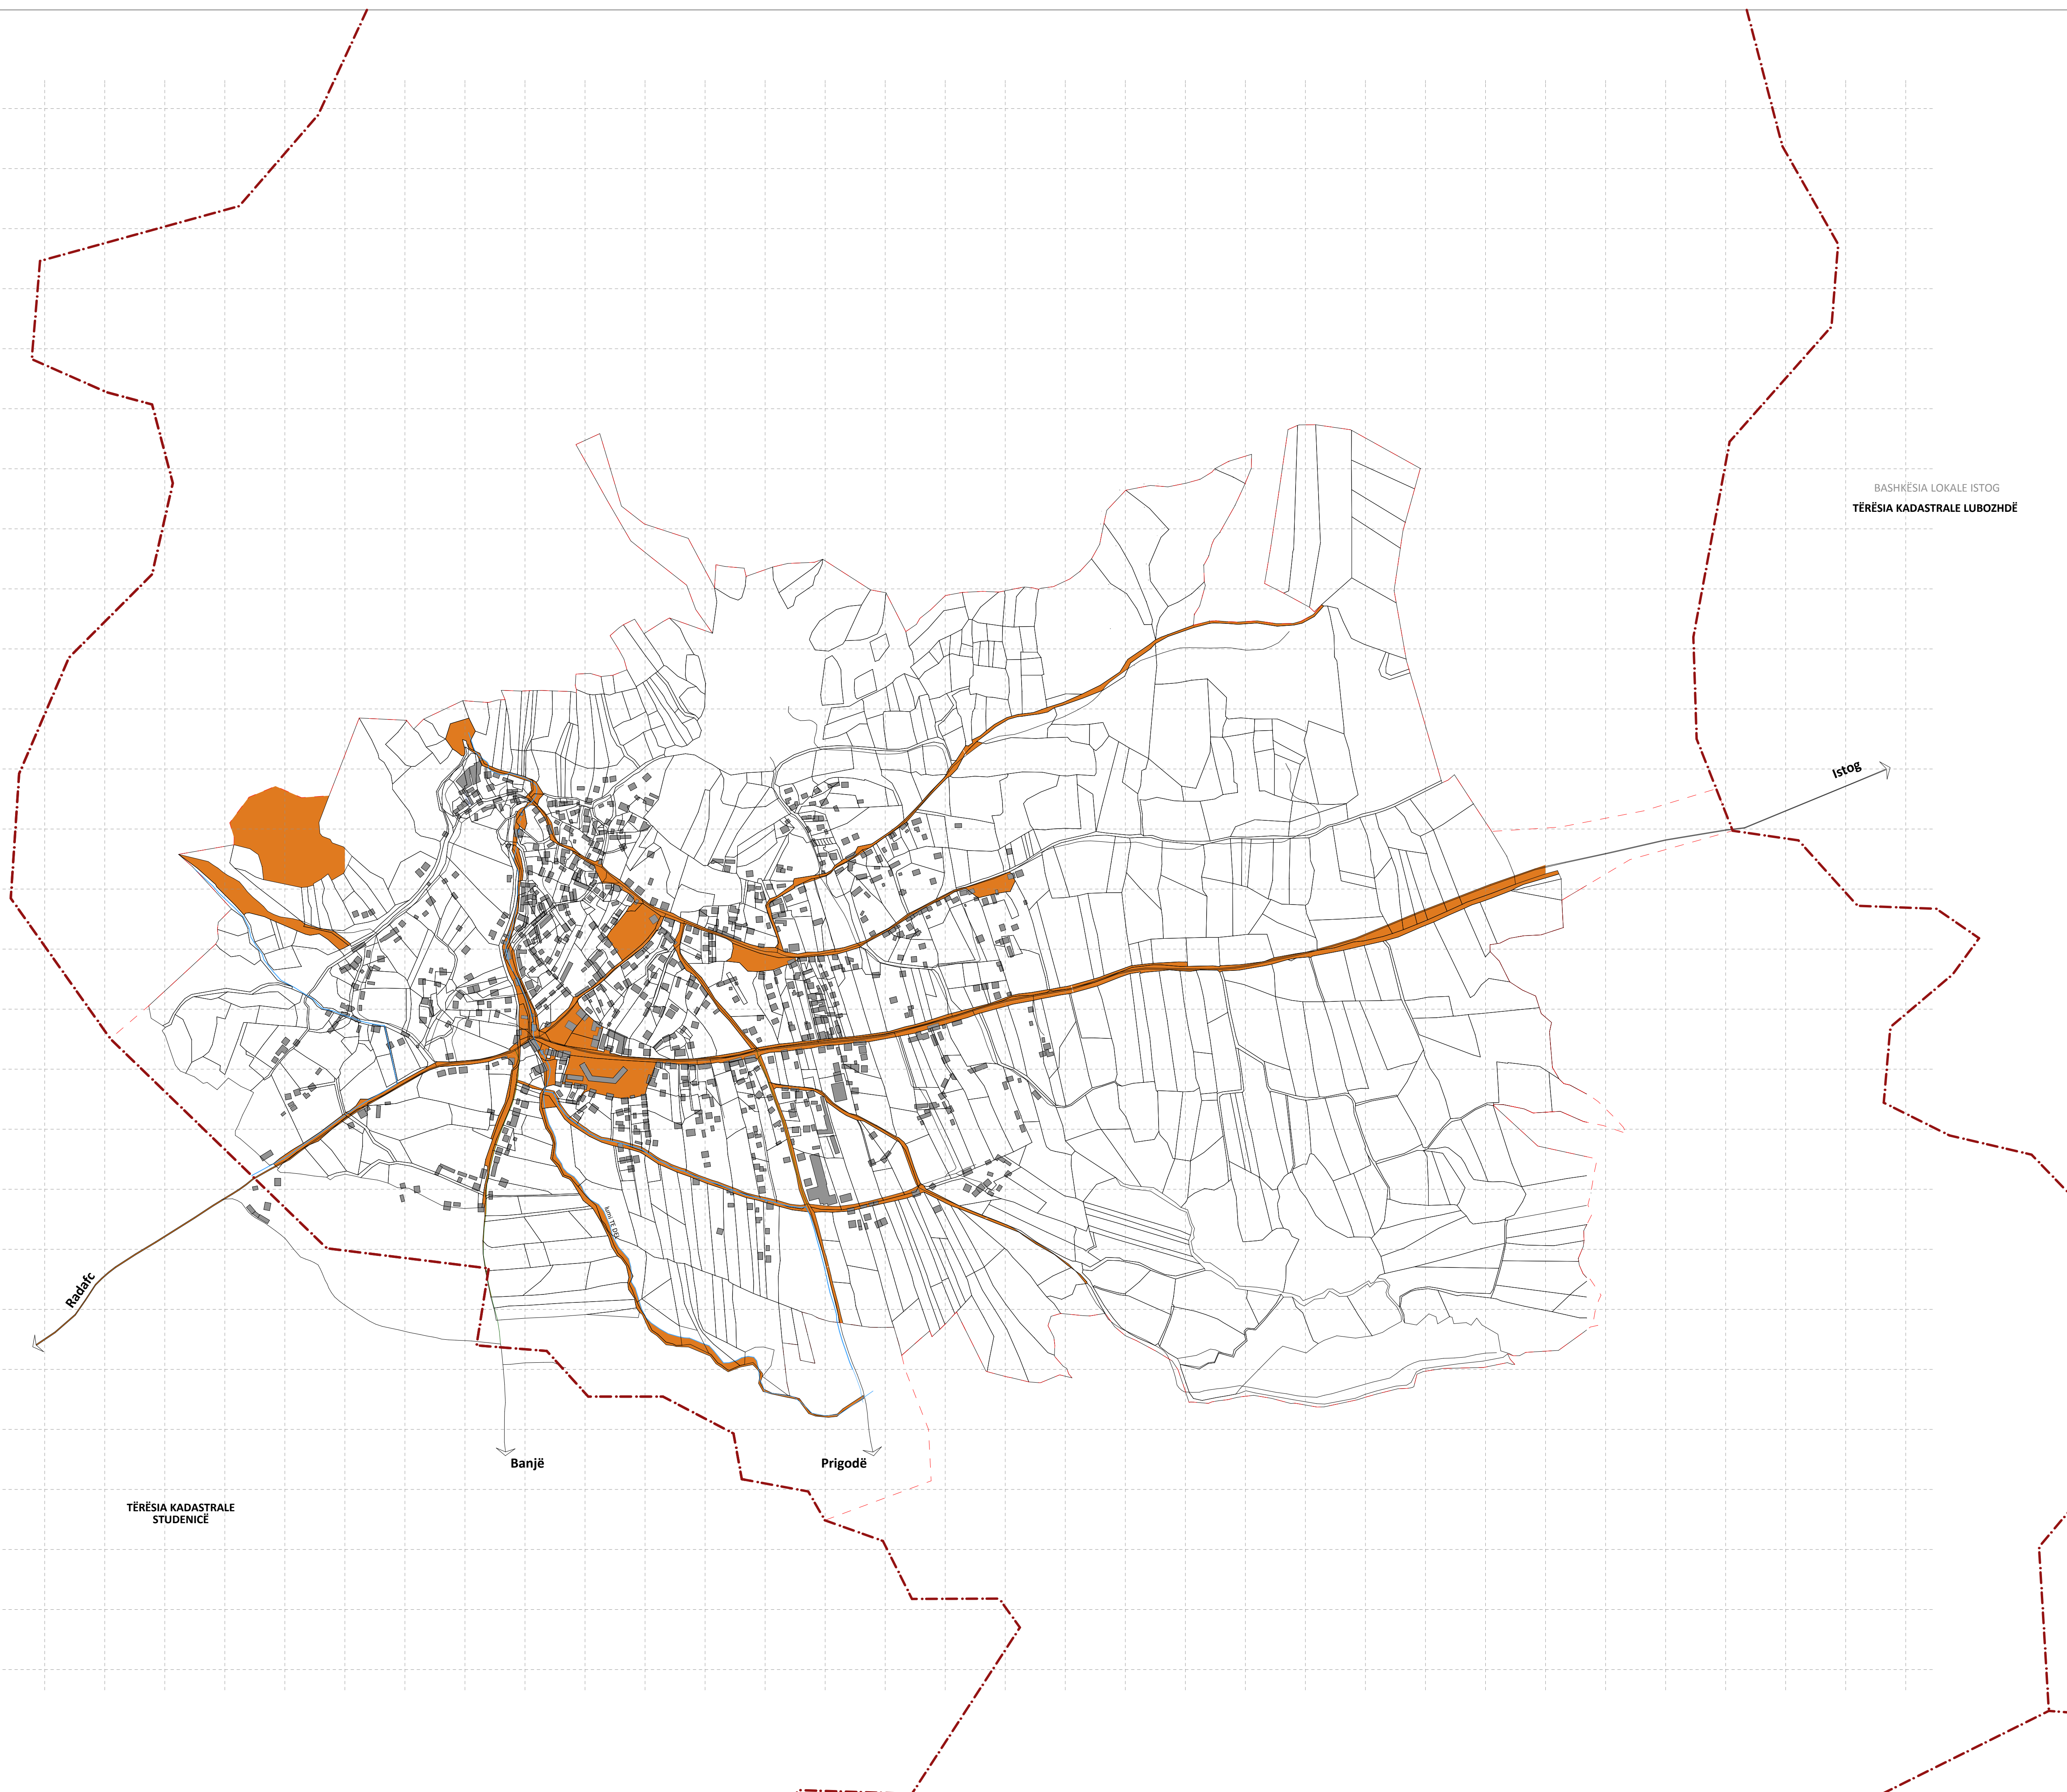 BASHKËSIA LOKALE ISTOG
TËRËSIA KADASTRALE LUBOZHDË
Istog
Radafc
Banjë
Prigodë
TËRËSIA KADASTRALE
STUDENICË